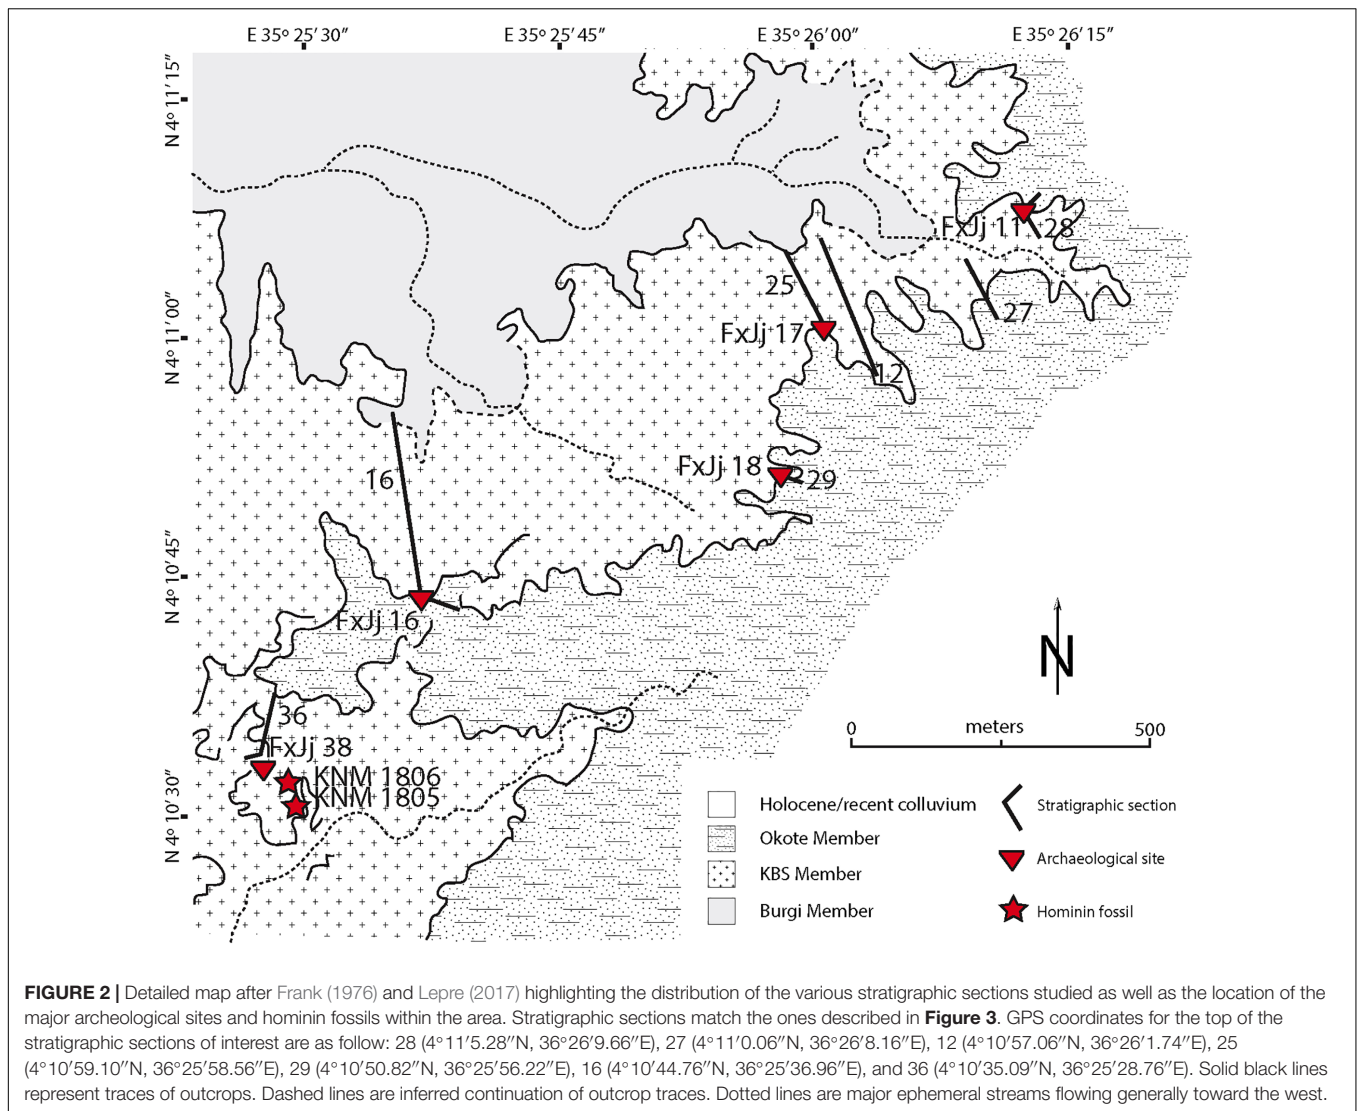 E 35° 25′ 30″ E 35° 25′ 45″ E 35° 26′ 00″ E 35° 26′ 15″
N 4° 11′ 15″
FxJj 11 28
25
N 4° 11′ 00″
FxJj 17
27
12
FxJj 18
16
29
N 4° 10′ 45″
FxJj 16
N
36
0 meters 500
FxJj 38
KNM 1806
KNM 1805
N 4° 10′ 30″
Holocene/recent colluvium
Okote Member
KBS Member
Burgi Member
Stratigraphic section
Archaeological site
Hominin fossil
FIGURE 2 | Detailed map after Frank (1976) and Lepre (2017) highlighting the distribution of the various stratigraphic sections studied as well as the location of the
major archeological sites and hominin fossils within the area. Stratigraphic sections match the ones described in Figure 3. GPS coordinates for the top of the
stratigraphic sections of interest are as follow: 28 (4°11′5.28″N, 36°26′9.66″E), 27 (4°11′0.06″N, 36°26′8.16″E), 12 (4°10′57.06″N, 36°26′1.74″E), 25
(4°10′59.10″N, 36°25′58.56″E), 29 (4°10′50.82″N, 36°25′56.22″E), 16 (4°10′44.76″N, 36°25′36.96″E), and 36 (4°10′35.09″N, 36°25′28.76″E). Solid black lines
represent traces of outcrops. Dashed lines are inferred continuation of outcrop traces. Dotted lines are major ephemeral streams flowing generally toward the west.